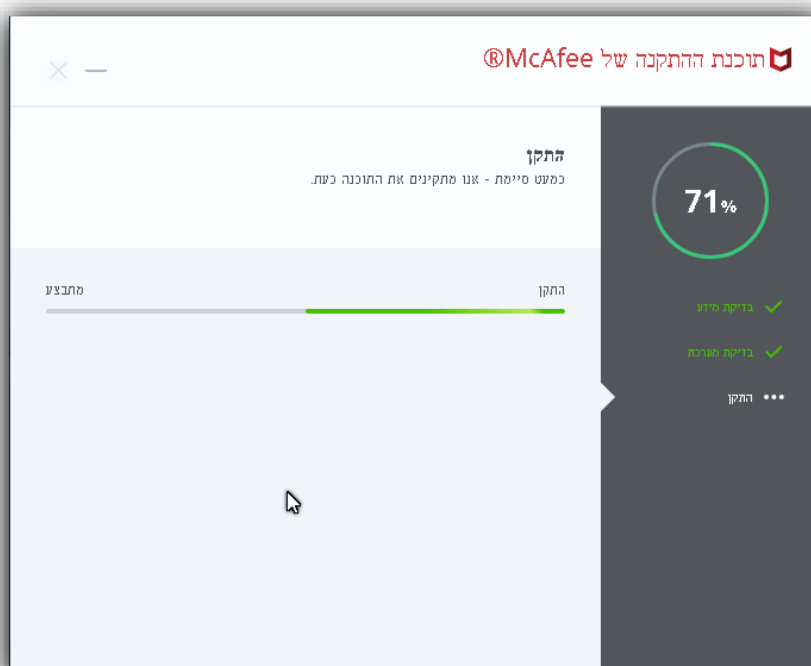 תוכנת ההתקנה של McAfee®
התקן
כמעט סיימת - אנו מתקינים את התוכנה כעת.
71%
בדיקת מידע
בדיקת מערכת
התקן
התקן
מתבצע